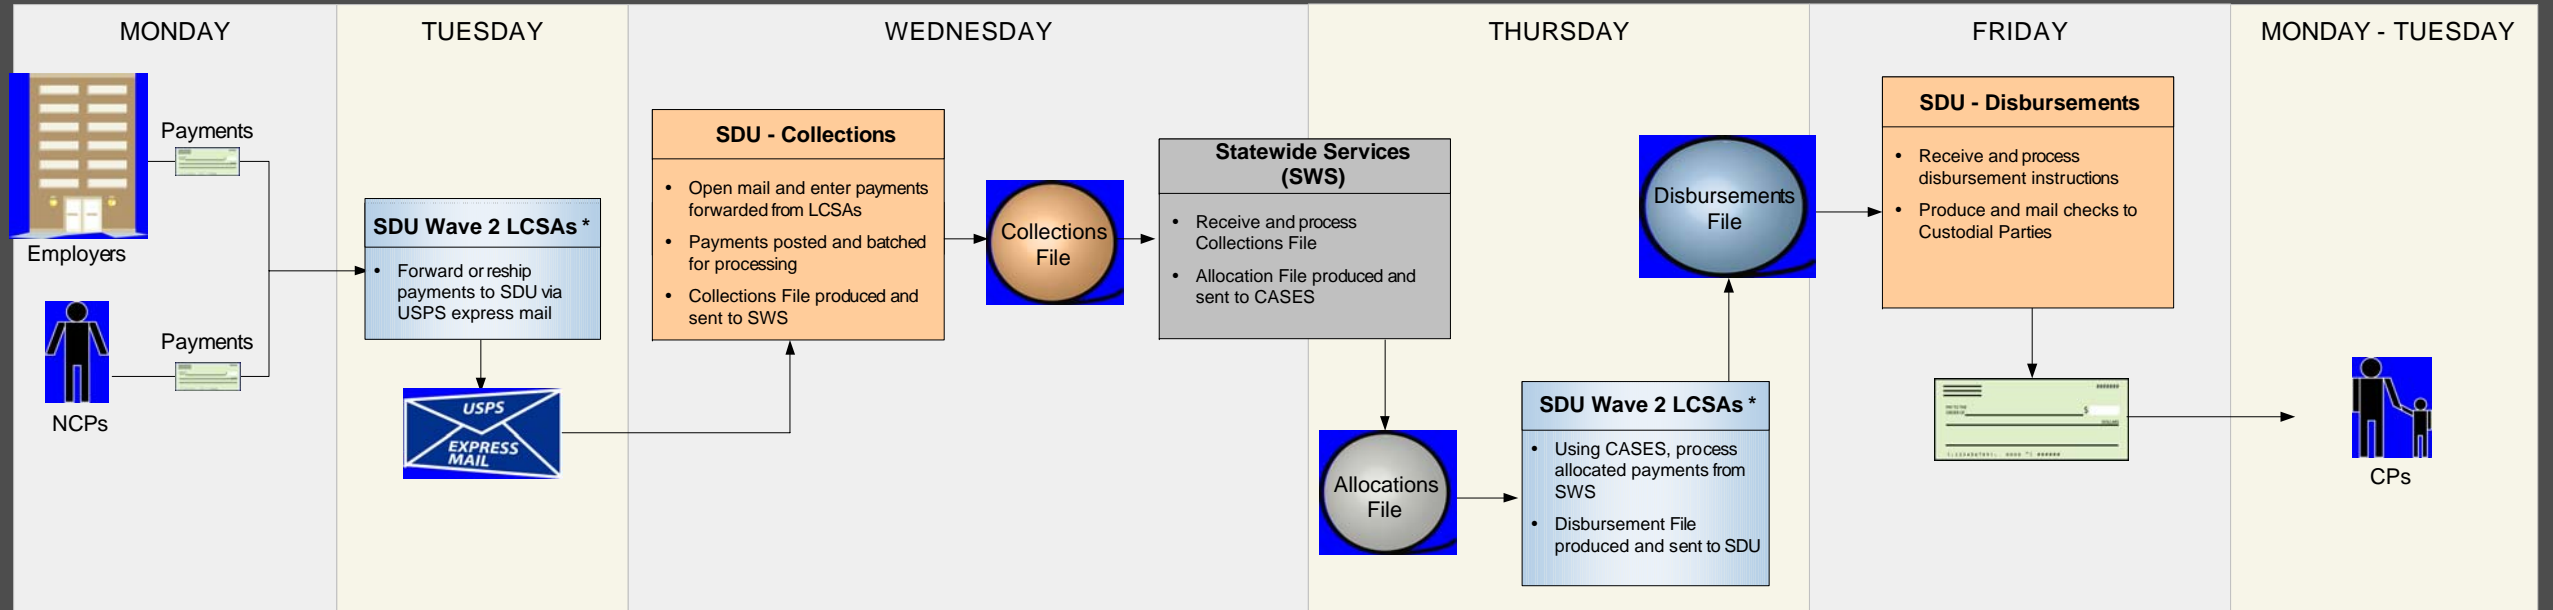 MONDAY
TUESDAY
WEDNESDAY
THURSDAY
FRIDAY
MONDAY - TUESDAY
Payments
Employers
Payments
NCPs
SDU Wave 2 LCSAs *
• Forward or reship
payments to SDU via
USPS express mail
USPS
EXPRESS
MAIL
SDU - Collections
• Open mail and enter payments
forwarded from LCSAs
• Payments posted and batched
for processing
• Collections File produced and
sent to SWS
Collections
File
Statewide Services
(SWS)
• Receive and process
Collections File
• Allocation File produced and
sent to CASES
Allocations
File
SDU Wave 2 LCSAs *
• Using CASES, process
allocated payments from
SWS
• Disbursement File
produced and sent to SDU
Disbursements
File
SDU - Disbursements
• Receive and process
disbursement instructions
• Produce and mail checks to
Custodial Parties
$
CPs